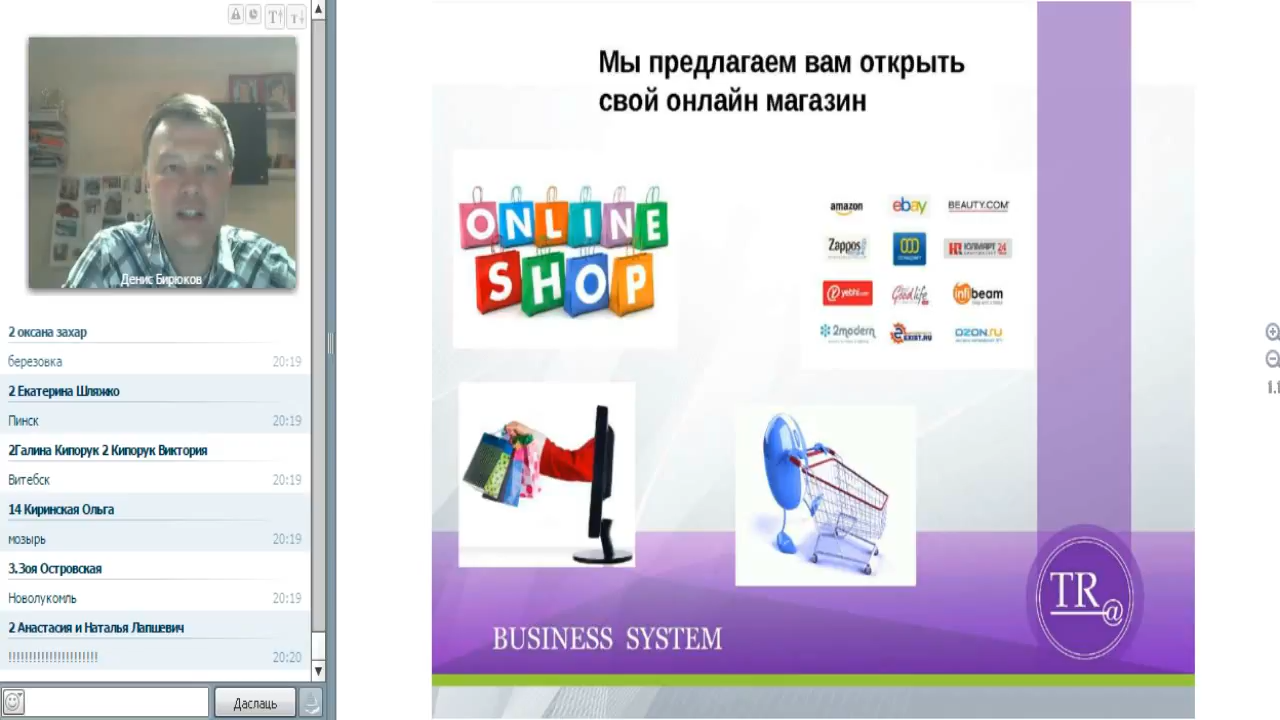 Денис Бирюков
2 оксана захар
березовка 20:19
2 Екатерина Шляжко
Пинск 20:19
2Галина Кипорук 2 Кипорук Виктория
Витебск 20:19
14 Киринская Ольга
мозырь 20:19
3.Зоя Островская
Новолукомль 20:19
2 Анастасия и Наталья Лапшевич
!!!!!!!!!!!!!!!!!!!!!! 20:20
Даслаць
Мы предлагаем вам открыть
свой онлайн магазин
ONLINE
SHOP
amazon ebay BEAUTY.COM
Zappos ЮЛМАРТ 24
yebhi Goodlife infibeam
2modern EXIST.RU OZON.RU
TR@
BUSINESS SYSTEM